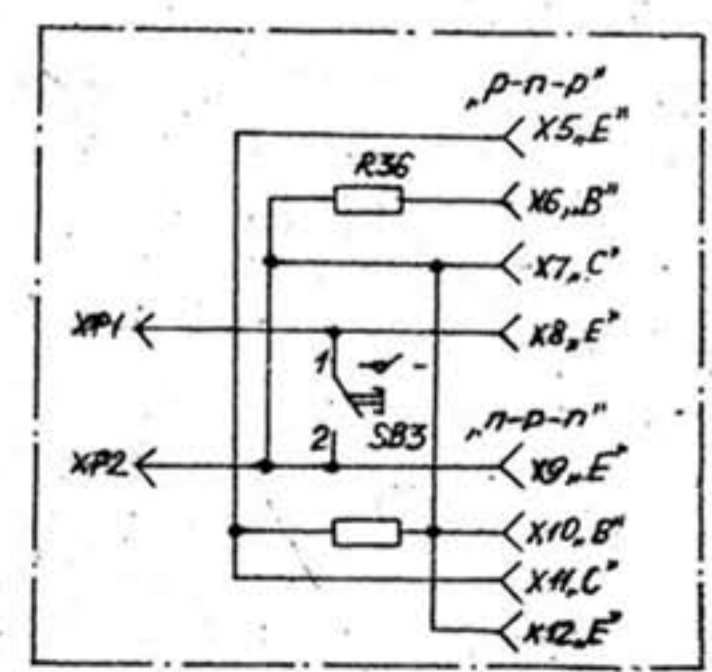 „p-n-p"
X5„E"
R36
X6„B"
X7„C"
XP1
X8„E"
1
2
SB3
„n-p-n"
XP2
X9„E"
X10„B"
X11„C"
X12„E"